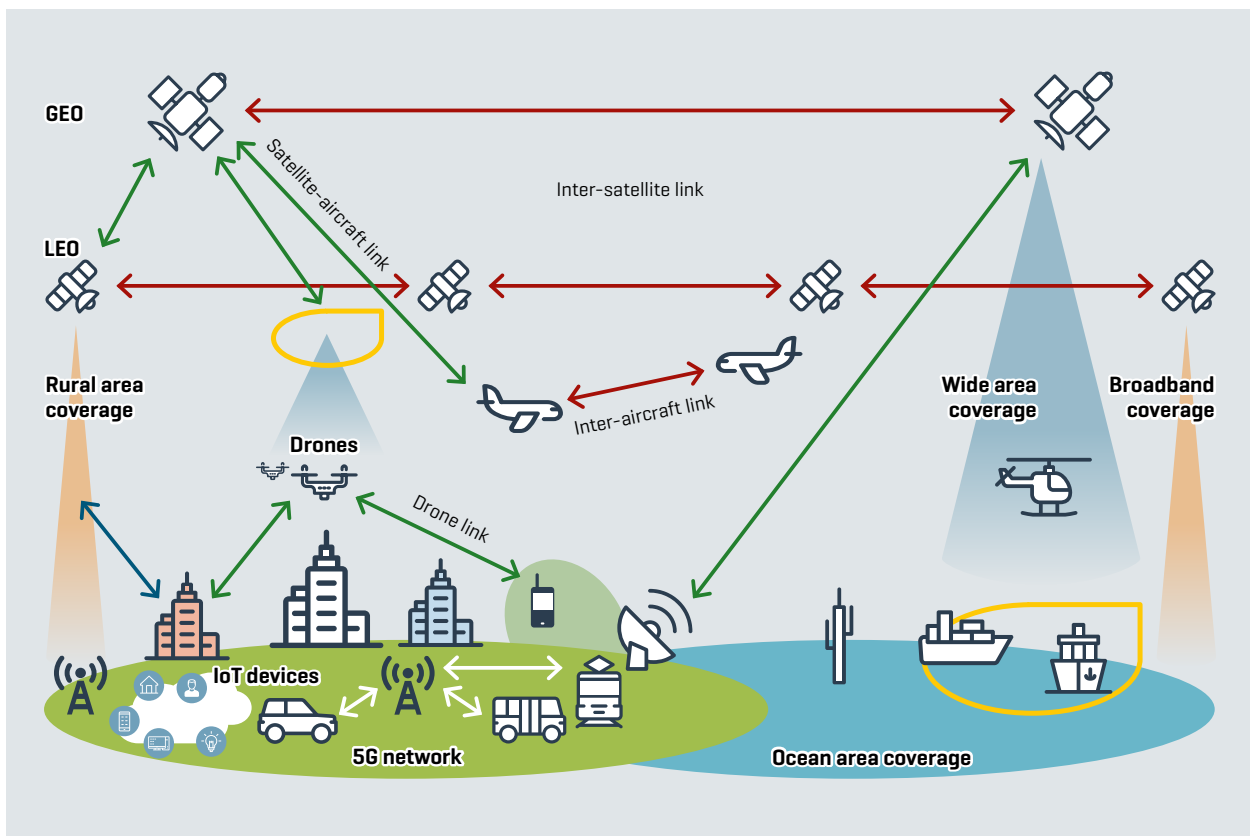 GEO
Satellite-aircraft link
Inter-satellite link
LEO
Rural area
coverage
Inter-aircraft link
Wide area
coverage
Broadband
coverage
Drones
Drone link
IoT devices
5G network
Ocean area coverage